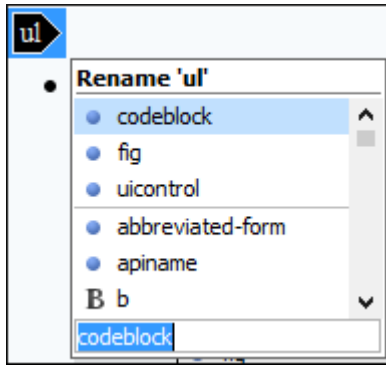 ul
Rename 'ul'
codeblock
fig
uicontrol
abbreviated-form
apiname
B b
codeblock